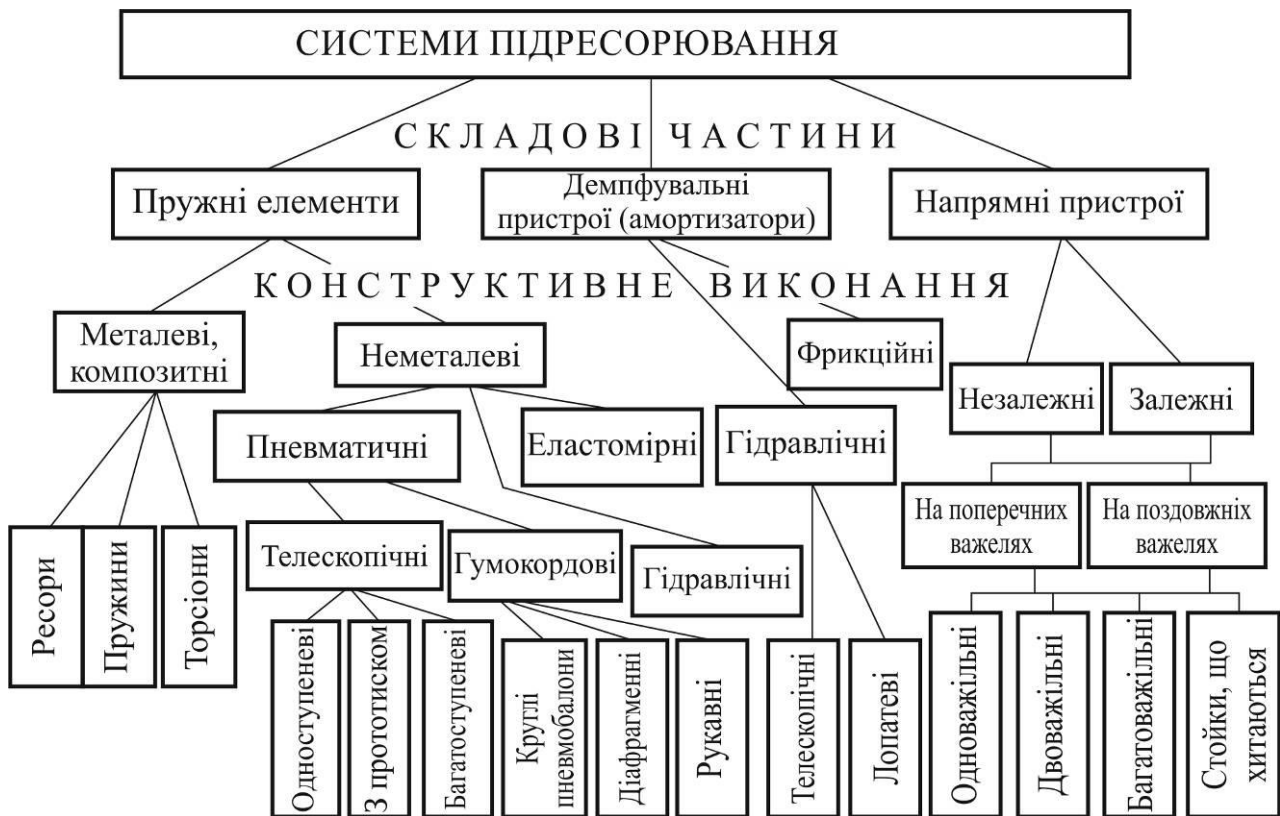 СИСТЕМИ ПІДРЕСОРЮВАННЯ
СКЛАДОВІ ЧАСТИНИ
Пружні елементи
Демпфувальні
пристрої (амортизатори)
Напрямні пристрої
КОНСТРУКТИВНЕ ВИКОНАННЯ
Металеві,
композитні
Неметалеві
Фрикційні
Незалежні
Залежні
Пневматичні
Еластомірні
Гідравлічні
На поперечних
важелях
На поздовжніх
важелях
Ресори
Пружини
Торсіони
Телескопічні
Гумокордові
Гідравлічні
Одноступеневі
З прототиском
Багатоступеневі
Круглі
пневмобалони
Діафрагменні
Рукавні
Телескопічні
Лопатеві
Одноважільні
Двоважільні
Багатоважільні
Стойки, що
хитаються